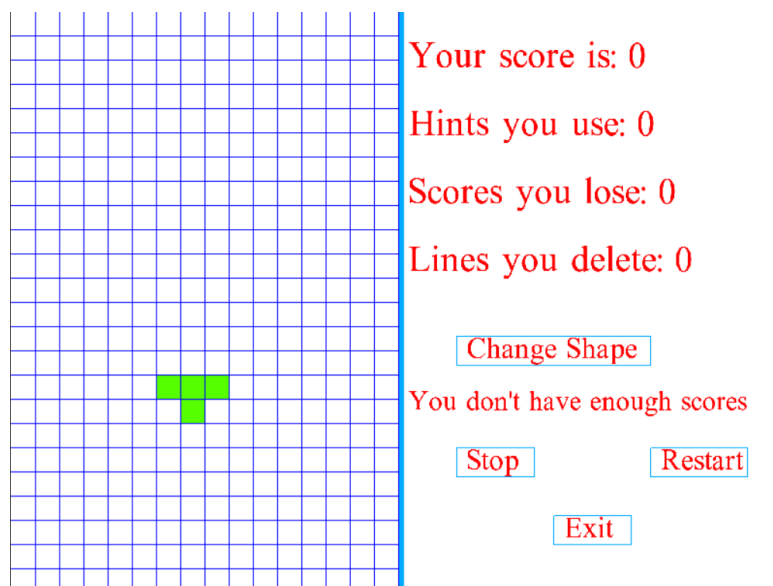 Your score is: 0
Hints you use: 0
Scores you lose: 0
Lines you delete: 0
Change Shape
You don't have enough scores
Stop Restart
Exit